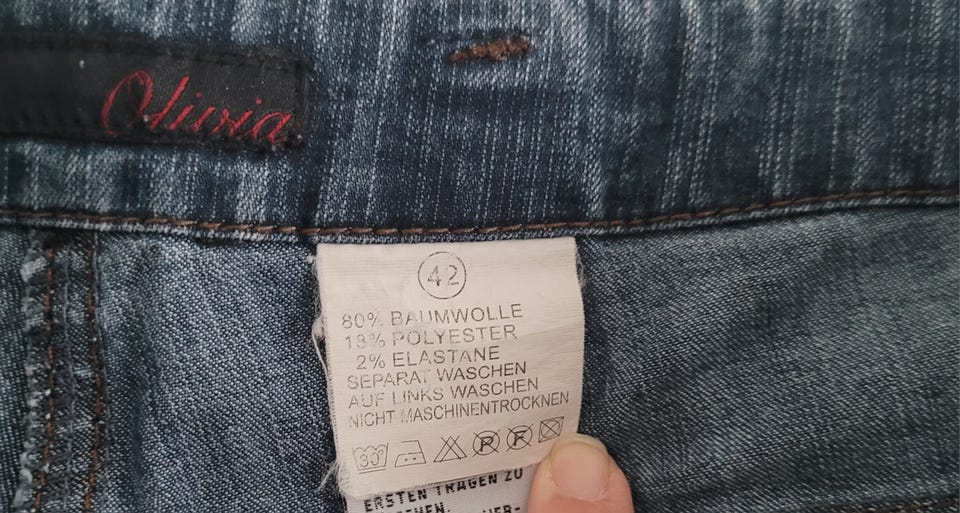 Olivia
42
80% BAUMWOLLE
18% POLYESTER
2% ELASTANE
SEPARAT WASCHEN
AUF LINKS WASCHEN
NICHT MASCHINENTROCKNEN
30° P F
ERSTEN TRAGEN ZU